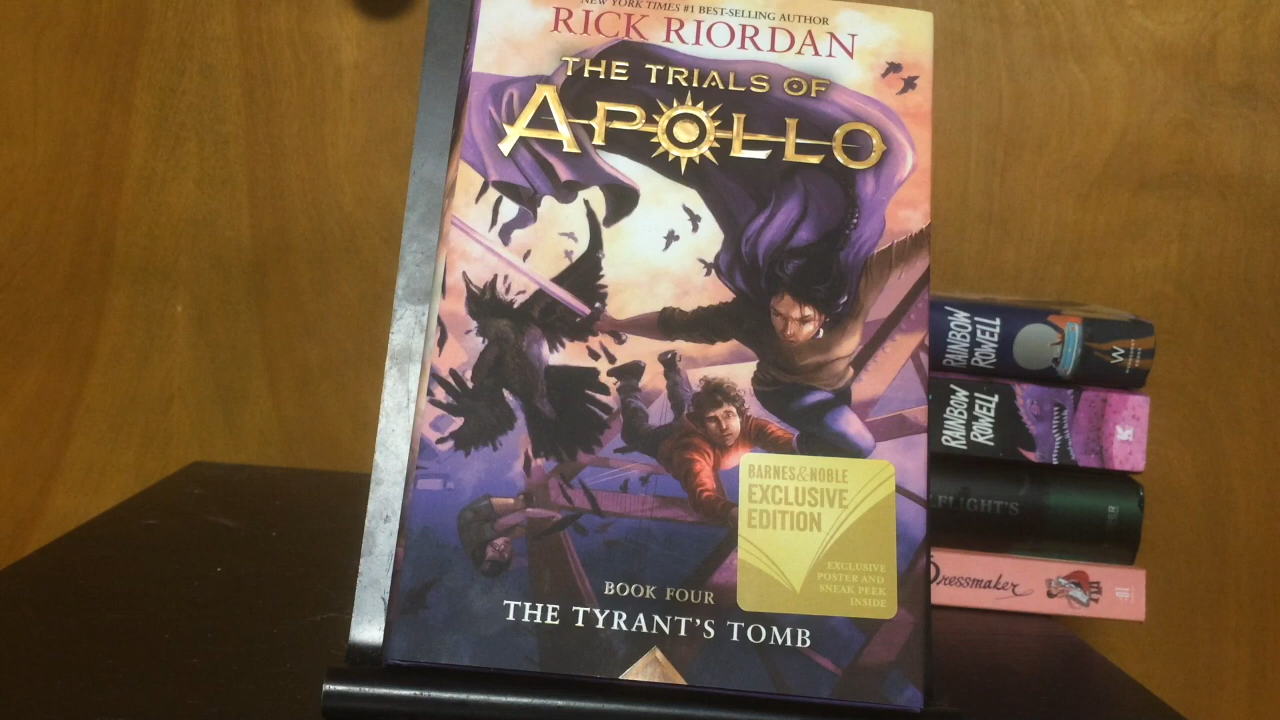 NEW YORK TIMES #1 BEST-SELLING AUTHOR
RICK RIORDAN
THE TRIALS OF
APOLLO
BARNES&NOBLE
EXCLUSIVE
EDITION
EXCLUSIVE
POSTER AND
SNEAK PEEK
INSIDE
BOOK FOUR
THE TYRANT'S TOMB
RAINBOW
ROWELL
W
RAINBOW
ROWELL
K
FLIGHT'S
Dressmaker